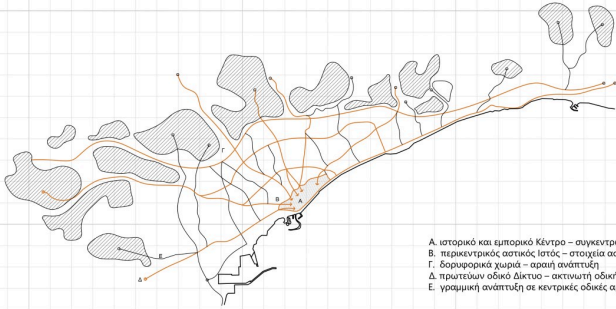 Γ
B
A
E
Δ
A. ιστορικό και εμπορικό Κέντρο – συγκεντρ
B. περικεντρικός αστικός Ιστός – στοιχεία ασ
Γ. δορυφορικά χωριά – αραιή ανάπτυξη
Δ. πρωτεύων οδικό Δίκτυο – ακτινωτή οδική
E. γραμμική ανάπτυξη σε κεντρικές οδικές α